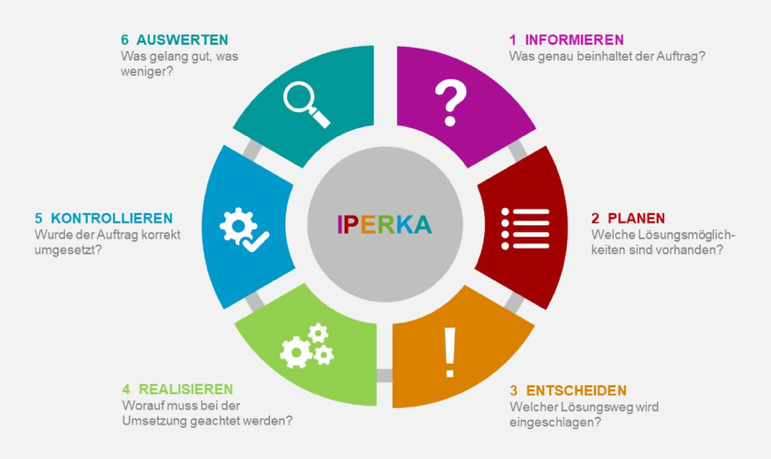 6 AUSWERTEN
Was gelang gut, was
weniger?
1 INFORMIEREN
Was genau beinhaltet der Auftrag?
5 KONTROLLIEREN
Wurde der Auftrag korrekt
umgesetzt?
IPERKA
2 PLANEN
Welche Lösungsmöglich-
keiten sind vorhanden?
4 REALISIEREN
Worauf muss bei der
Umsetzung geachtet werden?
3 ENTSCHEIDEN
Welcher Lösungsweg wird
eingeschlagen?